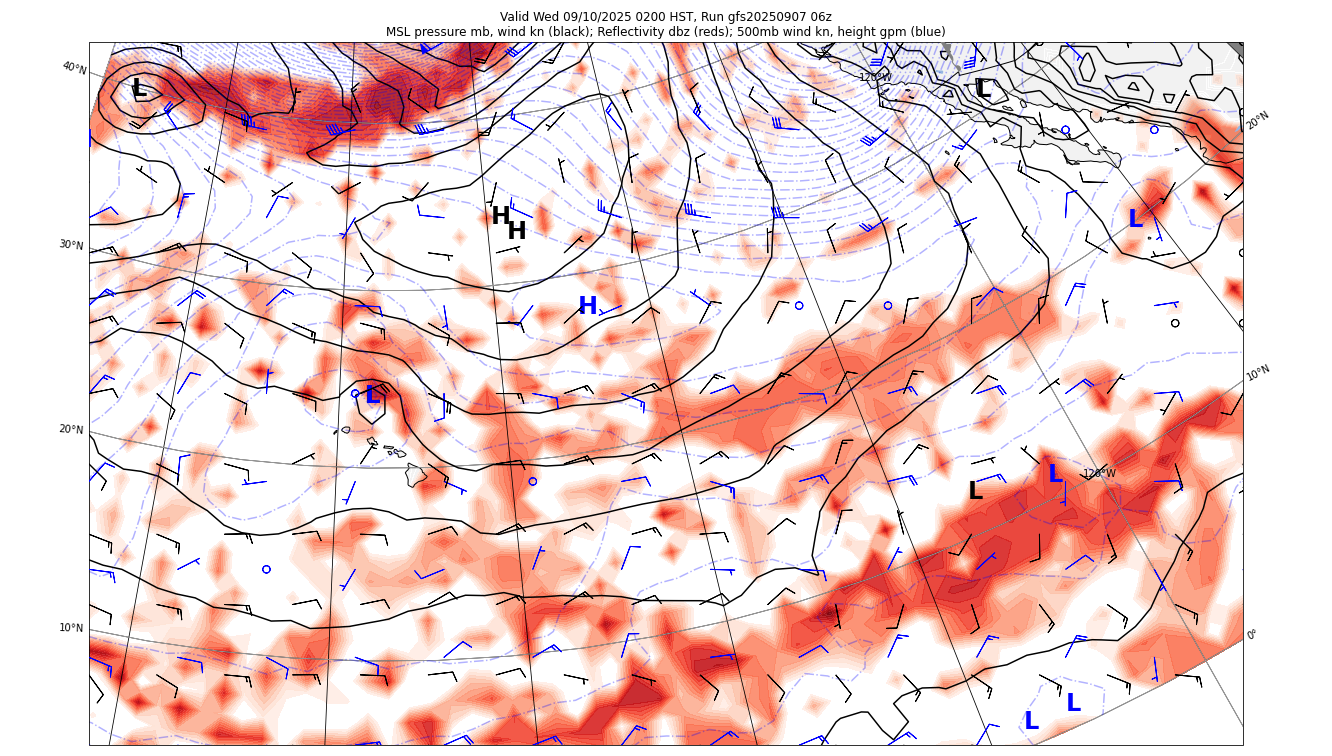 Valid Wed 09/10/2025 0200 HST, Run gfs20250907 06z
MSL pressure mb, wind kn (black); Reflectivity dbz (reds); 500mb wind kn, height gpm (blue)
40°N
120°W
L
L
20°N
H
L
H
30°N
H
10°N
L
20°N
L
120°W
L
10°N
0°
L
L